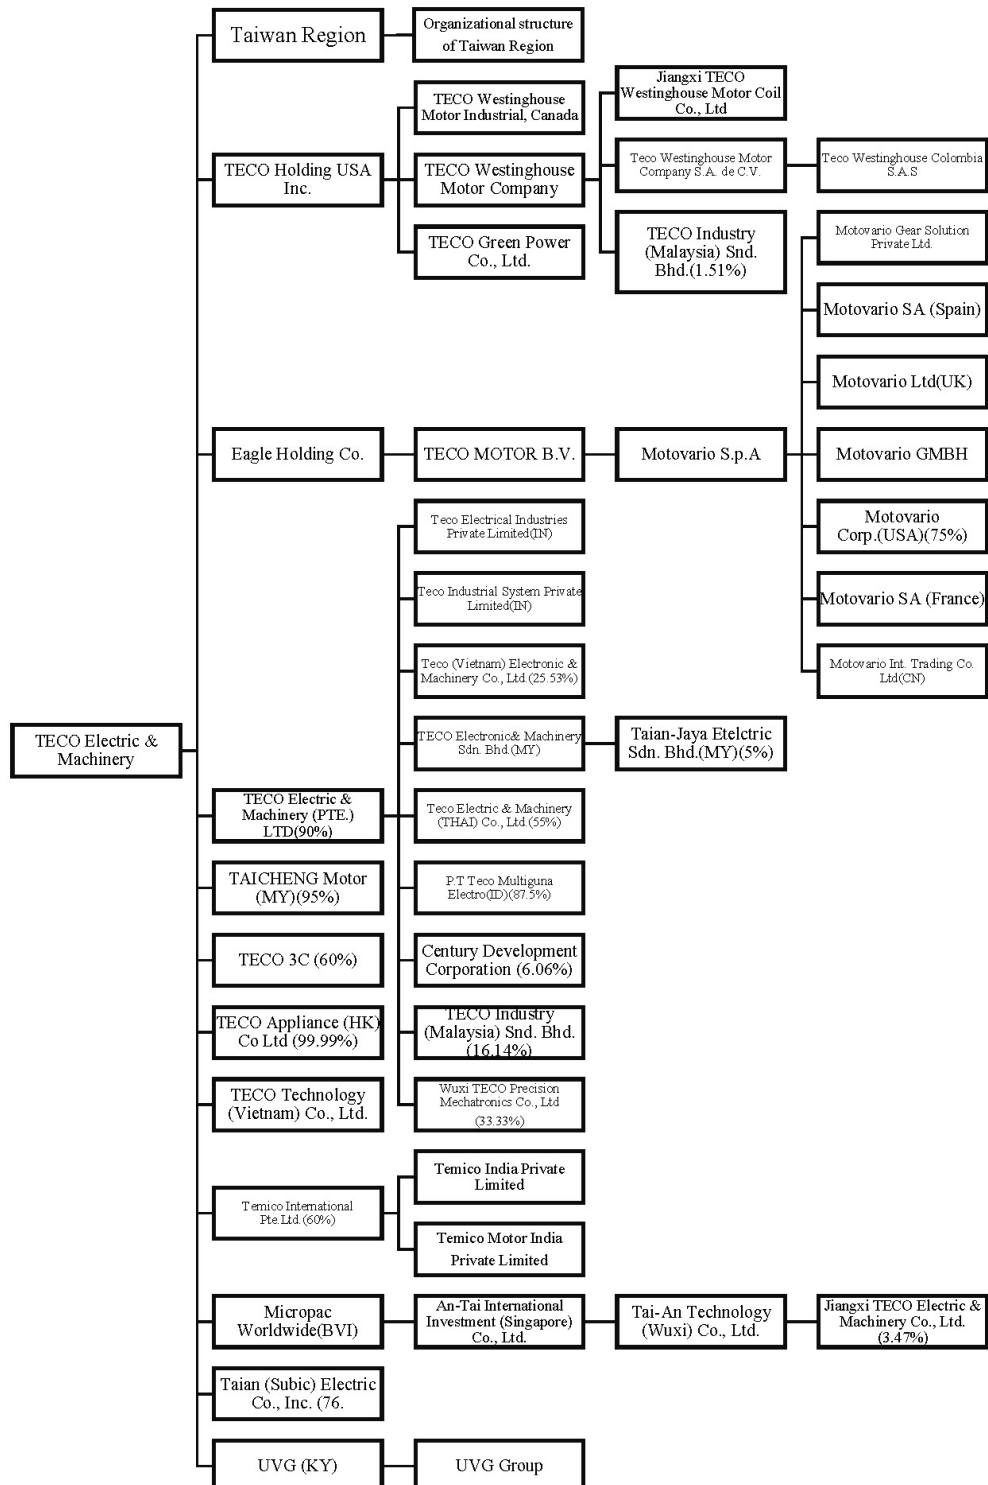 Taiwan Region
Organizational structure
of Taiwan Region
TECO Holding USA
Inc.
TECO Westinghouse
Motor Industrial, Canada
TECO Westinghouse
Motor Company
TECO Green Power
Co., Ltd.
Jiangxi TECO
Westinghouse Motor Coil
Co., Ltd
Teco Westinghouse Motor
Company S.A. de C.V.
TECO Industry
(Malaysia) Snd.
Bhd.(1.51%)
Teco Westinghouse Colombia
S.A.S
Eagle Holding Co.
TECO MOTOR B.V.
Motovario S.p.A
Motovario Gear Solution
Private Ltd.
Motovario SA (Spain)
Motovario Ltd(UK)
Motovario GMBH
Motovario
Corp.(USA)(75%)
Motovario SA (France)
Motovario Int. Trading Co.
Ltd(CN)
TECO Electric &
Machinery
TECO Electric &
Machinery (PTE.)
LTD(90%)
Teco Electrical Industries
Private Limited(IN)
Teco Industrial System Private
Limited(IN)
Teco (Vietnam) Electronic &
Machinery Co., Ltd.(25.53%)
TECO Electronic& Machinery
Sdn. Bhd.(MY)
Taian-Jaya Etelctric
Sdn. Bhd.(MY)(5%)
Teco Electric & Machinery
(THAI) Co., Ltd.(55%)
P.T Teco Multiguna
Electro(ID)(87.5%)
Century Development
Corporation (6.06%)
TECO Industry
(Malaysia) Snd. Bhd.
(16.14%)
Wuxi TECO Precision
Mechatronics Co., Ltd
(33.33%)
TAICHENG Motor
(MY)(95%)
TECO 3C (60%)
TECO Appliance (HK)
Co Ltd (99.99%)
TECO Technology
(Vietnam) Co., Ltd.
Temico International
Pte.Ltd.(60%)
Temico India Private
Limited
Temico Motor India
Private Limited
Micropac
Worldwide(BVI)
An-Tai International
Investment (Singapore)
Co., Ltd.
Tai-An Technology
(Wuxi) Co., Ltd.
Jiangxi TECO Electric &
Machinery Co., Ltd.
(3.47%)
Taian (Subic) Electric
Co., Inc. (76.
UVG (KY)
UVG Group